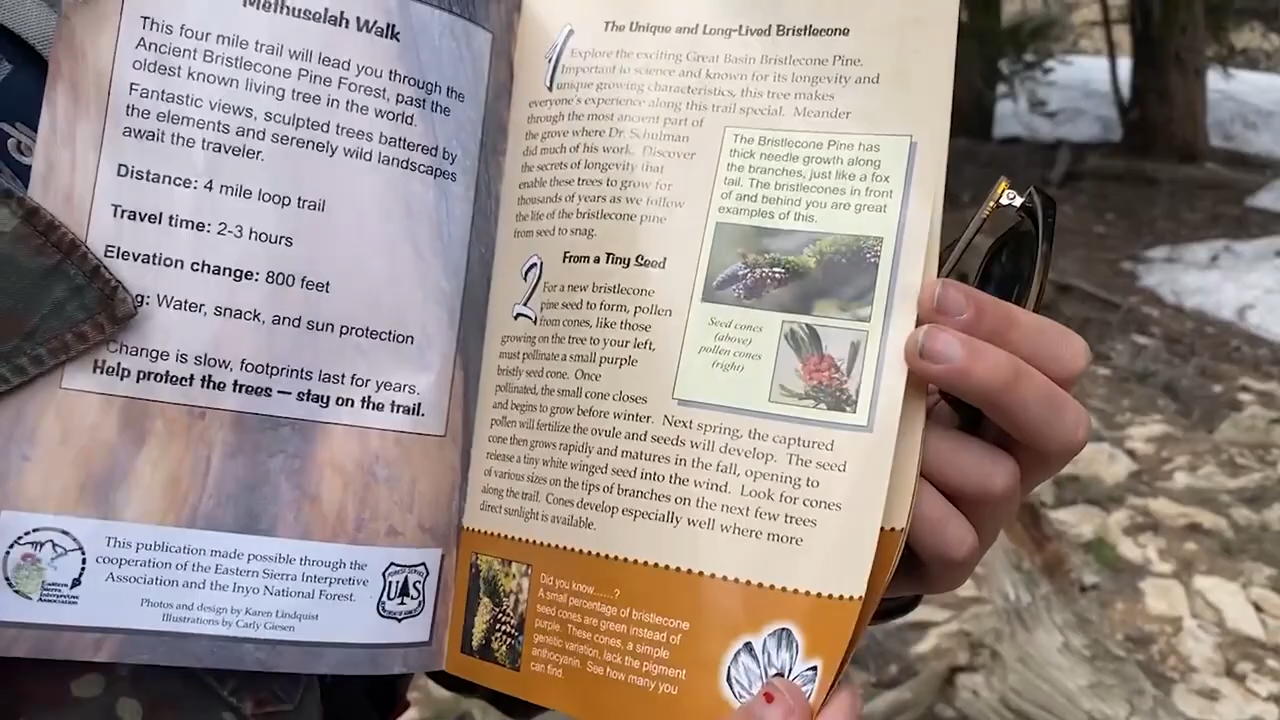 Methuselah Walk
This four mile trail will lead you through the
Ancient Bristlecone Pine Forest, past the
oldest known living tree in the world.
Fantastic views, sculpted trees battered by
the elements and serenely wild landscapes
await the traveler.
Distance: 4 mile loop trail
Travel time: 2-3 hours
Elevation change: 800 feet
g: Water, snack, and sun protection
Change is slow, footprints last for years.
Help protect the trees — stay on the trail.
Eastern
Sierra
Interpretive
Association
This publication made possible through the
cooperation of the Eastern Sierra Interpretive
Association and the Inyo National Forest.
Photos and design by Karen Lindquist
Illustrations by Carly Giesen
FOREST SERVICE
U S
The Unique and Long-Lived Bristlecone
1 Explore the exciting Great Basin Bristlecone Pine.
Important to science and known for its longevity and
unique growing characteristics, this tree makes
everyone's experience along this trail special. Meander
through the most ancient part of
the grove where Dr. Schulman
did much of his work. Discover
the secrets of longevity that
enable these trees to grow for
thousands of years as we follow
the life of the bristlecone pine
from seed to snag.
The Bristlecone Pine has
thick needle growth along
the branches, just like a fox
tail. The bristlecones in front
of and behind you are great
examples of this.
Seed cones
(above)
pollen cones
(right)
From a Tiny Seed
2 For a new bristlecone
pine seed to form, pollen
from cones, like those
growing on the tree to your left,
must pollinate a small purple
bristly seed cone. Once
pollinated, the small cone closes
and begins to grow before winter. Next spring, the captured
pollen will fertilize the ovule and seeds will develop. The seed
cone then grows rapidly and matures in the fall, opening to
release a tiny white winged seed into the wind. Look for cones
of various sizes on the tips of branches on the next few trees
along the trail. Cones develop especially well where more
direct sunlight is available.
Did you know......?
A small percentage of bristlecone
seed cones are green instead of
purple. These cones, a simple
genetic variation, lack the pigment
anthocyanin. See how many you
can find.